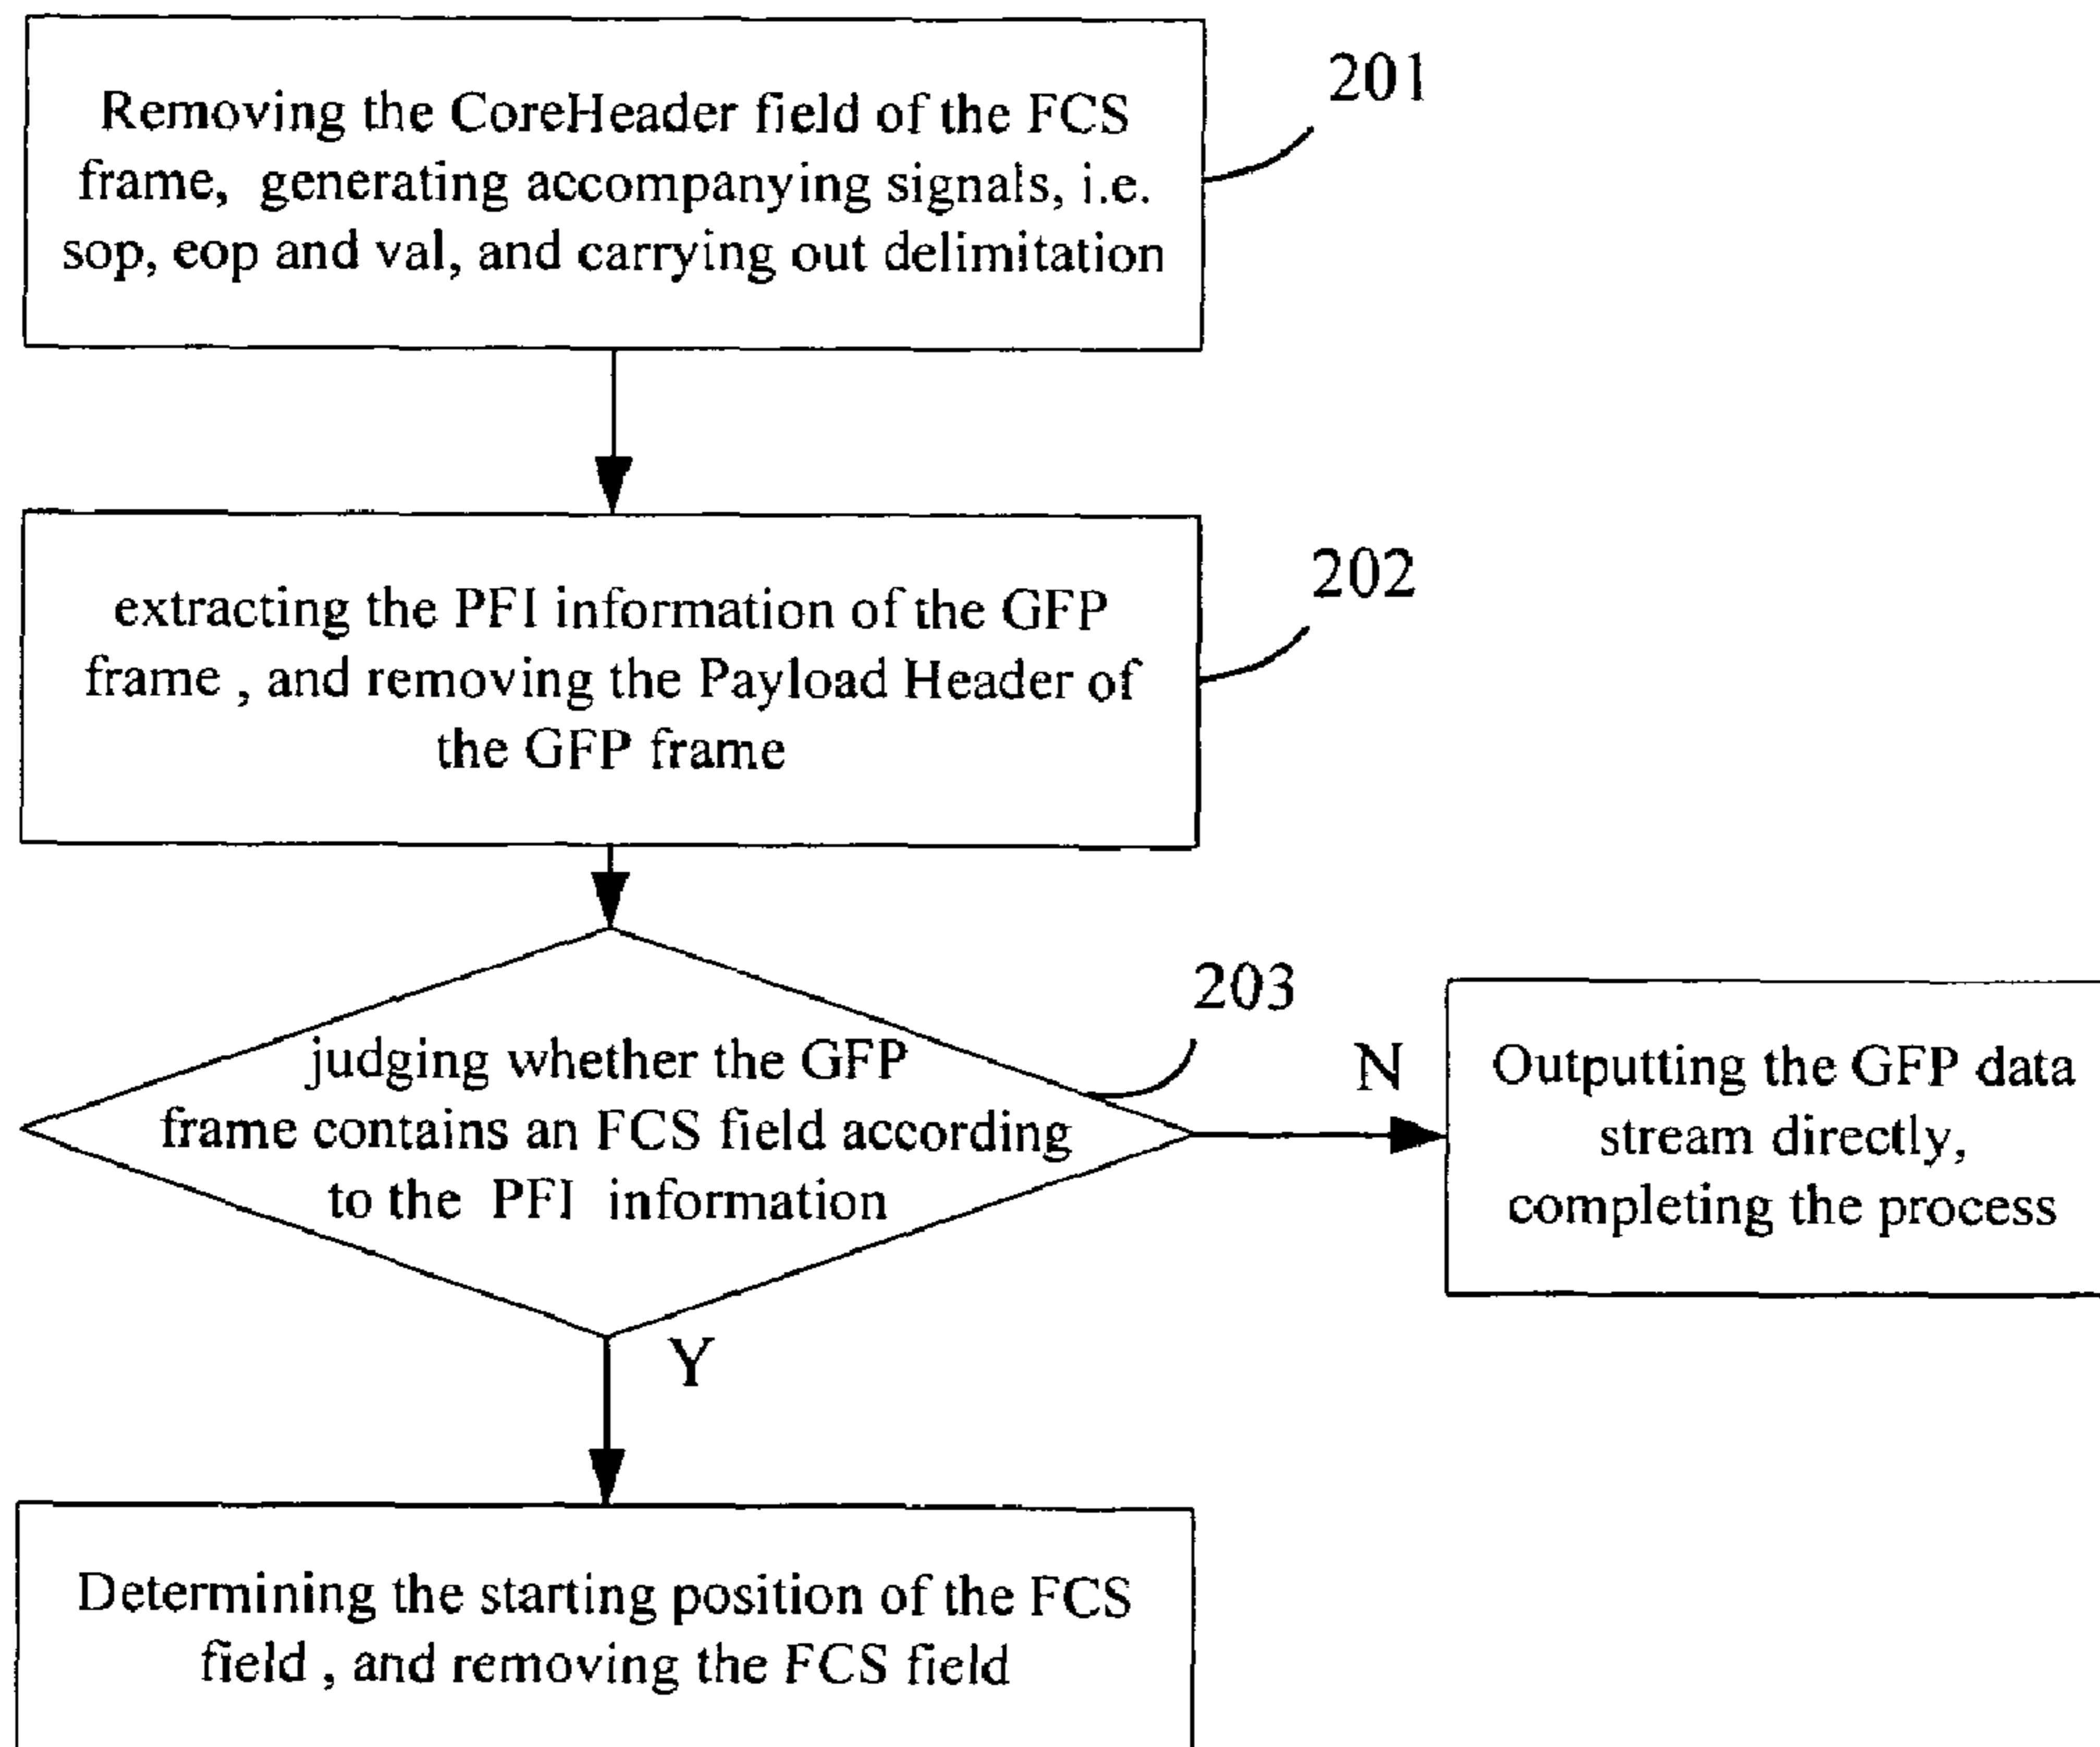 Removing the CoreHeader field of the FCS
frame, generating accompanying signals, i.e.
sop, eop and val, and carrying out delimitation
201
extracting the PFI information of the GFP
frame , and removing the Payload Header of
the GFP frame
202
judging whether the GFP
frame contains an FCS field according
to the PFI information
203
N
Outputting the GFP data
stream directly,
completing the process
Y
Determining the starting position of the FCS
field , and removing the FCS field